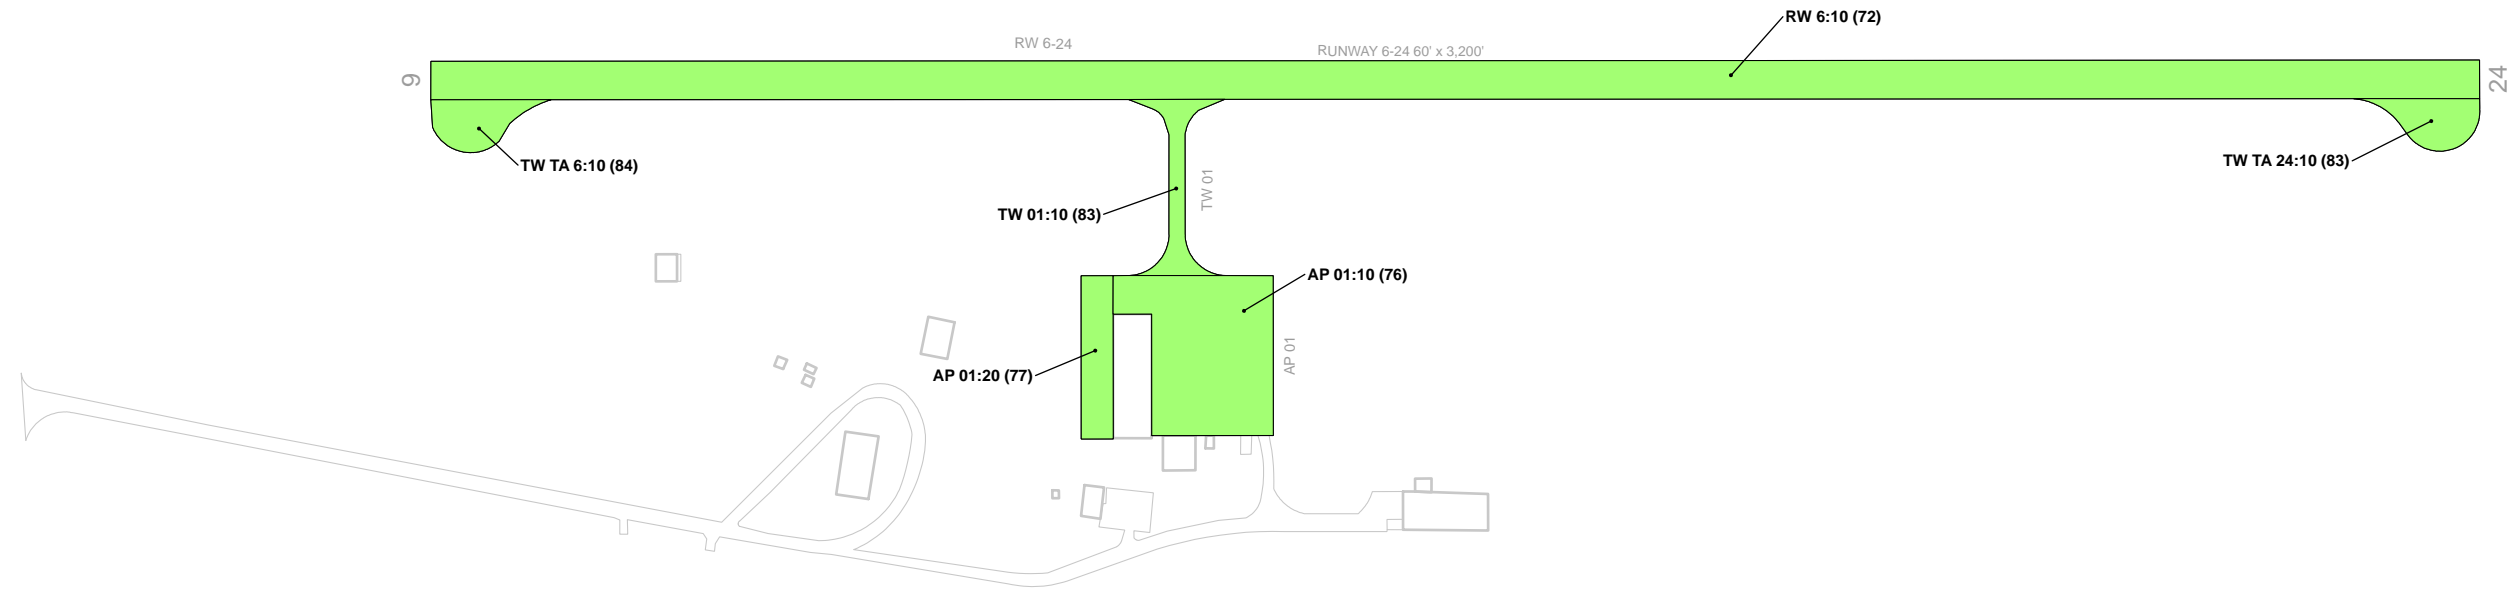 RW 6:10 (72)
RW 6-24
RUNWAY 6-24 60' x 3,200'
6
24
TW TA 6:10 (84)
TW TA 24:10 (83)
TW 01
TW 01:10 (83)
AP 01:10 (76)
AP 01
AP 01:20 (77)